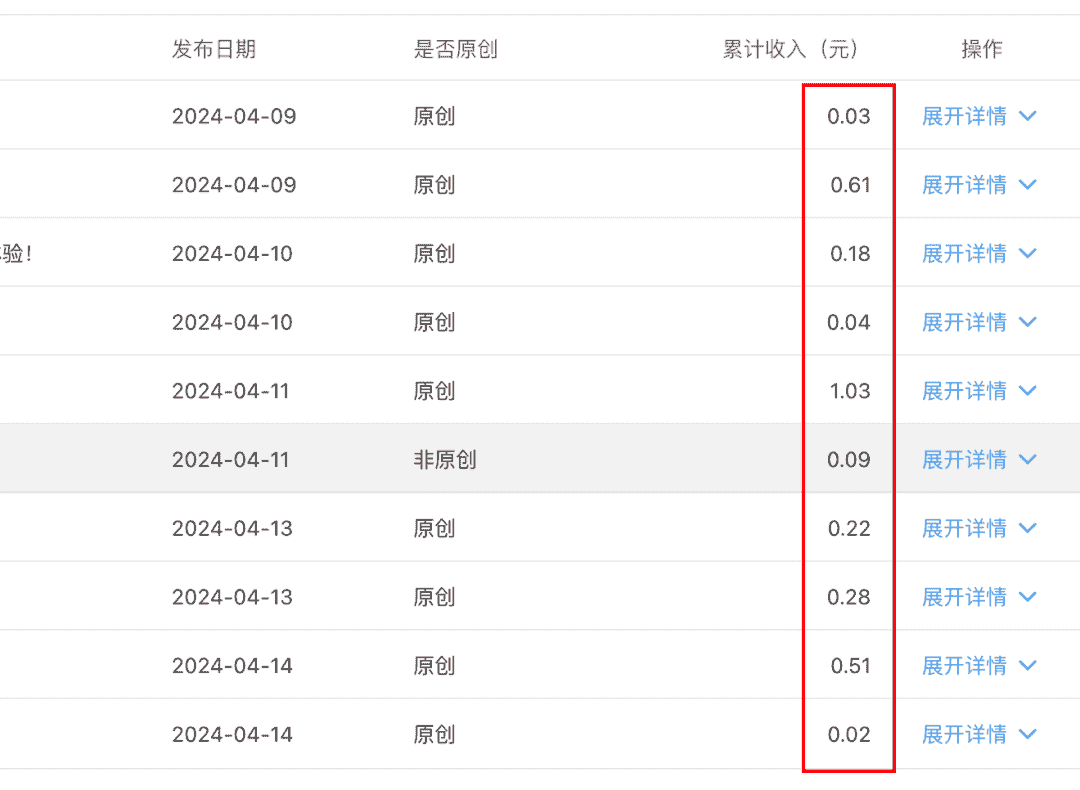 发布日期 是否原创 累计收入（元） 操作
2024-04-09 原创 0.03 展开详情
2024-04-09 原创 0.61 展开详情
验！ 2024-04-10 原创 0.18 展开详情
2024-04-10 原创 0.04 展开详情
2024-04-11 原创 1.03 展开详情
2024-04-11 非原创 0.09 展开详情
2024-04-13 原创 0.22 展开详情
2024-04-13 原创 0.28 展开详情
2024-04-14 原创 0.51 展开详情
2024-04-14 原创 0.02 展开详情